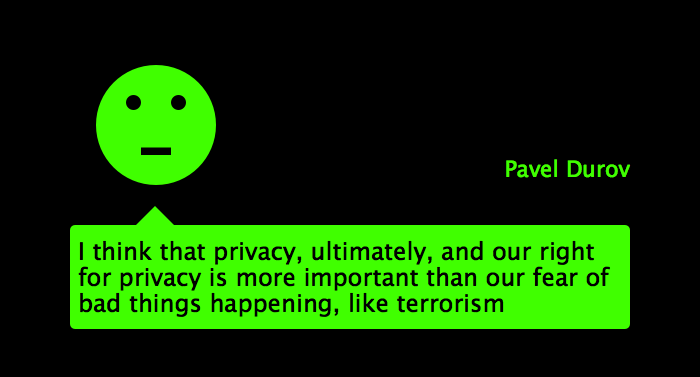 Pavel Durov
I think that privacy, ultimately, and our right
for privacy is more important than our fear of
bad things happening, like terrorism